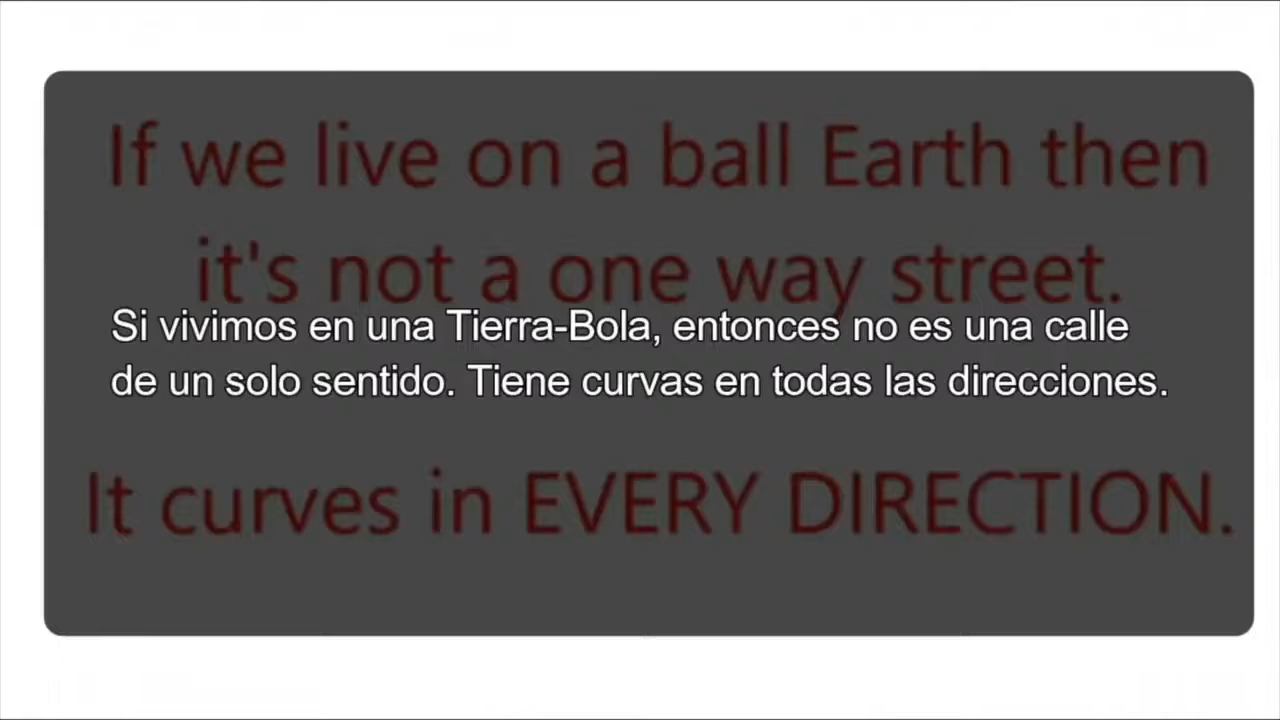 If we live on a ball Earth then
it's not a one way street.
Si vivimos en una Tierra-Bola, entonces no es una calle
de un solo sentido. Tiene curvas en todas las direcciones.
It curves in EVERY DIRECTION.